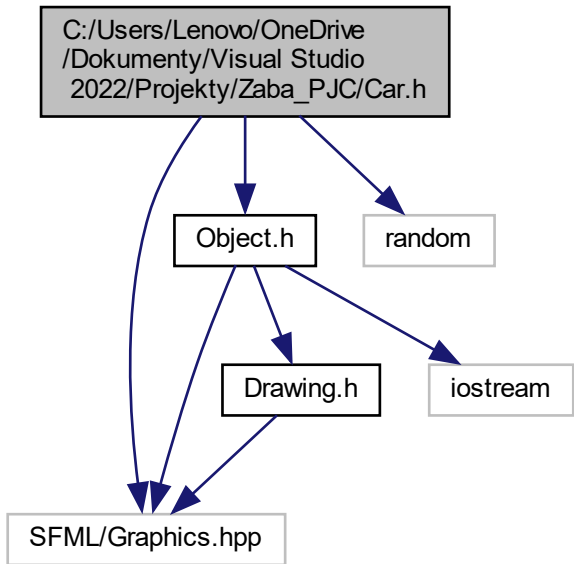 C:/Users/Lenovo/OneDrive
/Dokumenty/Visual Studio
2022/Projekty/Zaba_PJC/Car.h
Object.h
random
Drawing.h
iostream
SFML/Graphics.hpp